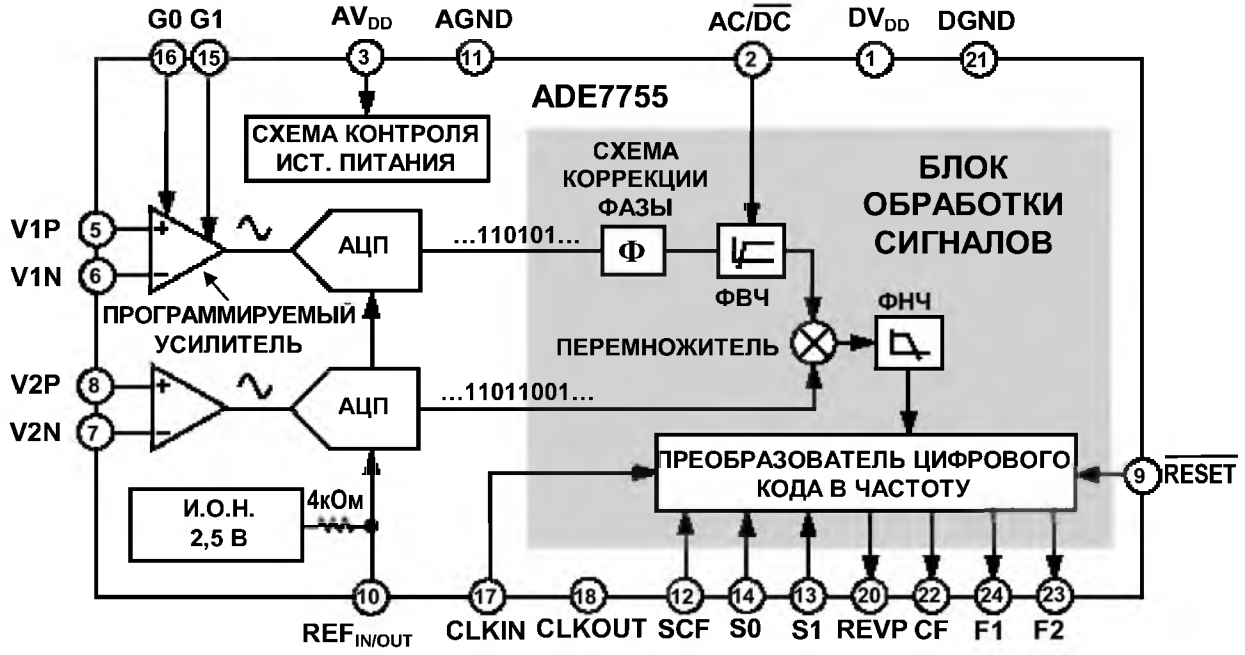 G0 G1 AVDD AGND AC/DC DVDD DGND
16 15 3 11 2 1 21
ADE7755
СХЕМА КОНТРОЛЯ
ИСТ. ПИТАНИЯ
СХЕМА
КОРРЕКЦИИ
ФАЗЫ
БЛОК
ОБРАБОТКИ
СИГНАЛОВ
V1P 5 +
АЦП
...110101...
Ф
V1N 6 −
ФВЧ
ФНЧ
ПРОГРАММИРУЕМЫЙ
УСИЛИТЕЛЬ
ПЕРЕМНОЖИТЕЛЬ
V2P 8 +
АЦП
...11011001...
V2N 7 −
ПРЕОБРАЗОВАТЕЛЬ ЦИФРОВОГО
КОДА В ЧАСТОТУ
9 RESET
И.О.Н.
2,5 В
4кОм
10 17 18 12 14 13 20 22 24 23
REFIN/OUT CLKIN CLKOUT SCF S0 S1 REVP CF F1 F2